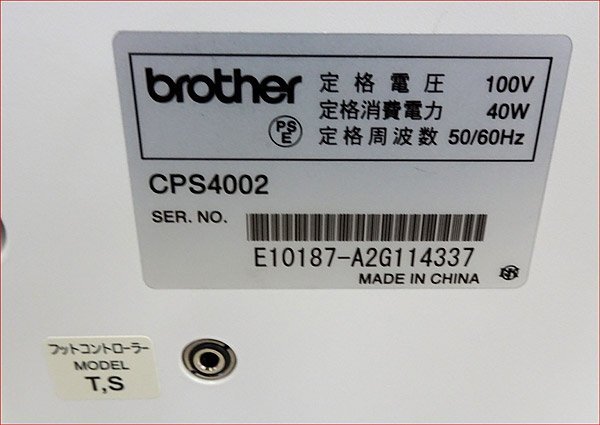 brother
定格電圧 100V
定格消費電力 40W
PS
E
定格周波数 50/60Hz
CPS4002
SER. NO.
E10187-A2G114337
MADE IN CHINA
フットコントローラー
MODEL
T,S